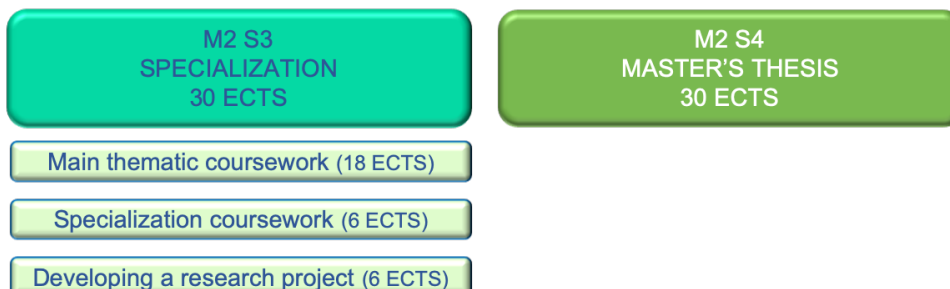 M2 S3
SPECIALIZATION
30 ECTS
Main thematic coursework (18 ECTS)
Specialization coursework (6 ECTS)
Developing a research project (6 ECTS)
M2 S4
MASTER'S THESIS
30 ECTS